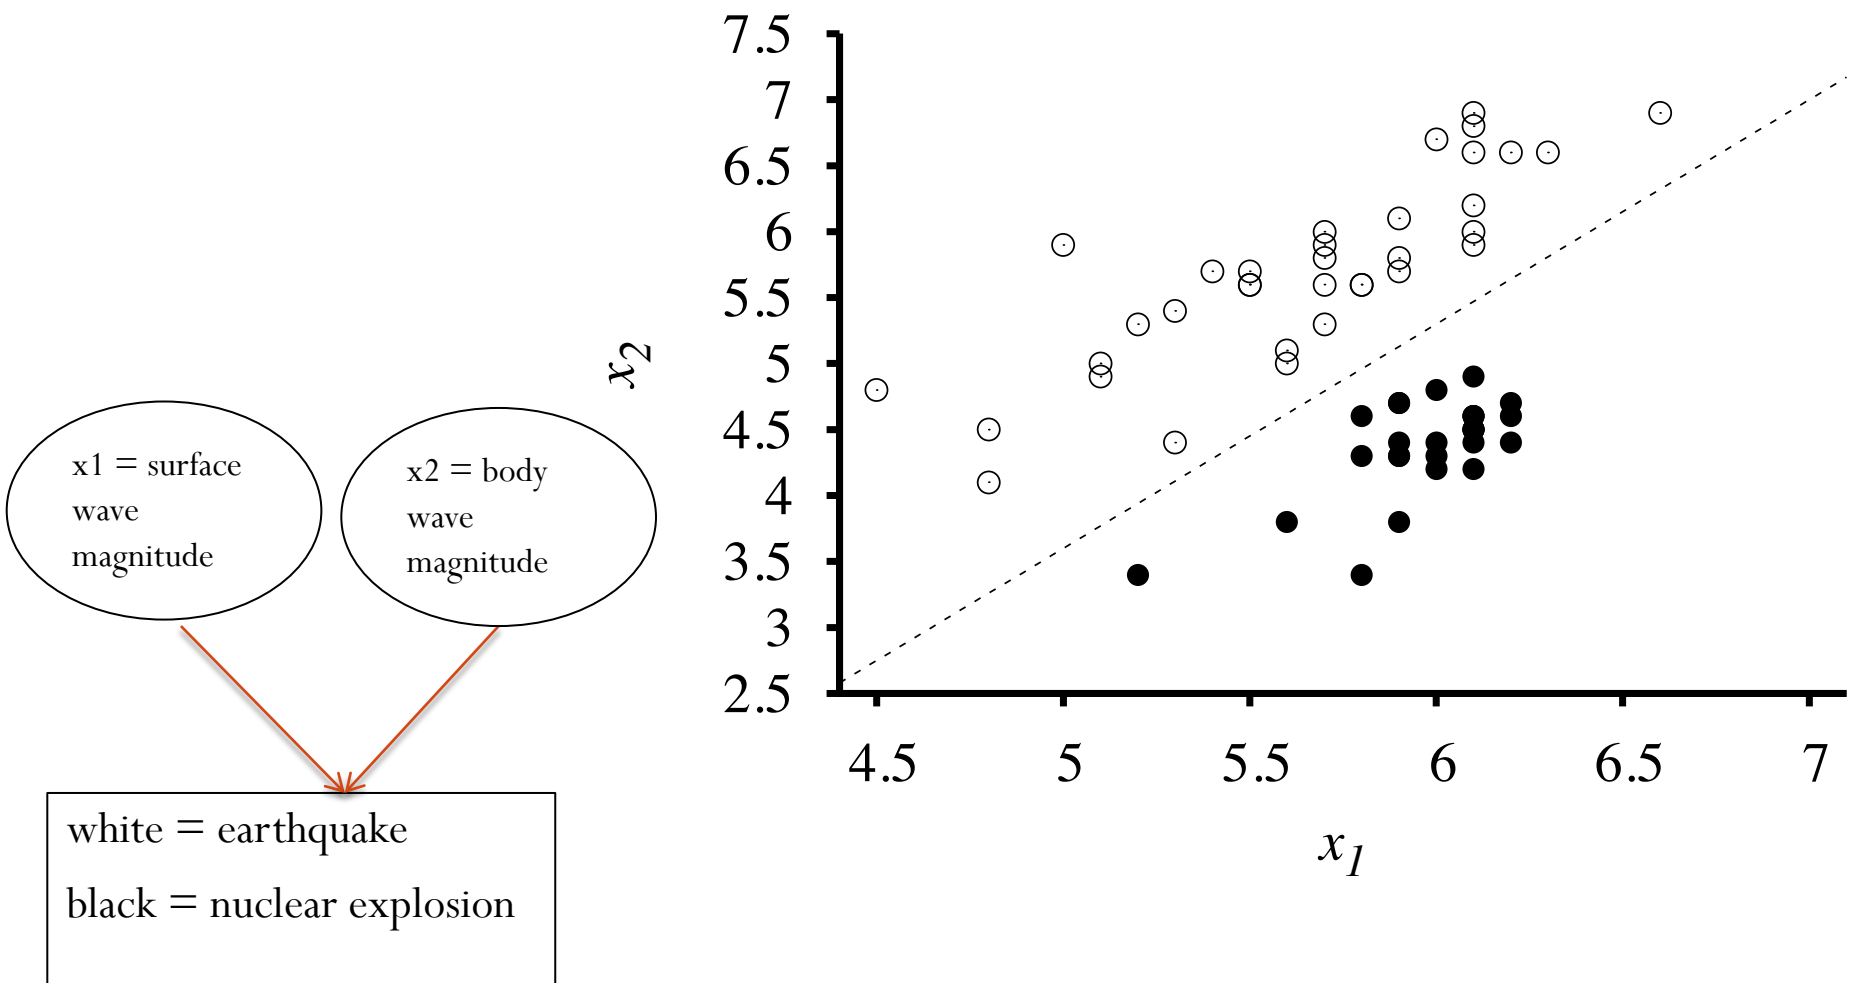 7.5
7
6.5
6
5.5
5
4.5
4
3.5
3
2.5
x2
4.5 5 5.5 6 6.5 7
x1
x1 = surface
wave
magnitude
x2 = body
wave
magnitude
white = earthquake
black = nuclear explosion